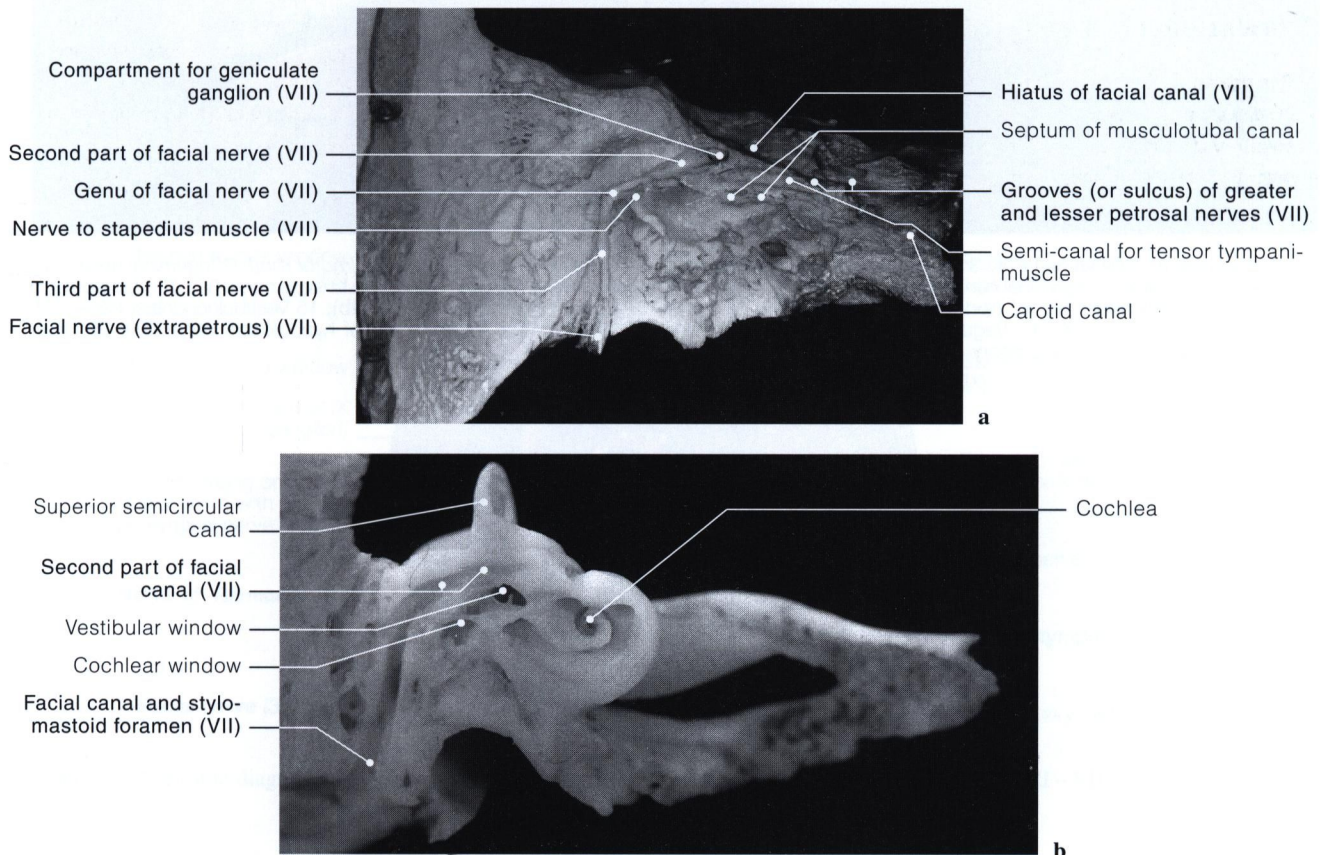 Compartment for geniculate
ganglion (VII)
Second part of facial nerve (VII)
Genu of facial nerve (VII)
Nerve to stapedius muscle (VII)
Third part of facial nerve (VII)
Facial nerve (extrapetrous) (VII)
Hiatus of facial canal (VII)
Septum of musculotubal canal
Grooves (or sulcus) of greater
and lesser petrosal nerves (VII)
Semi-canal for tensor tympani-
muscle
Carotid canal
a
Superior semicircular
canal
Second part of facial
canal (VII)
Vestibular window
Cochlear window
Facial canal and stylo-
mastoid foramen (VII)
Cochlea
b